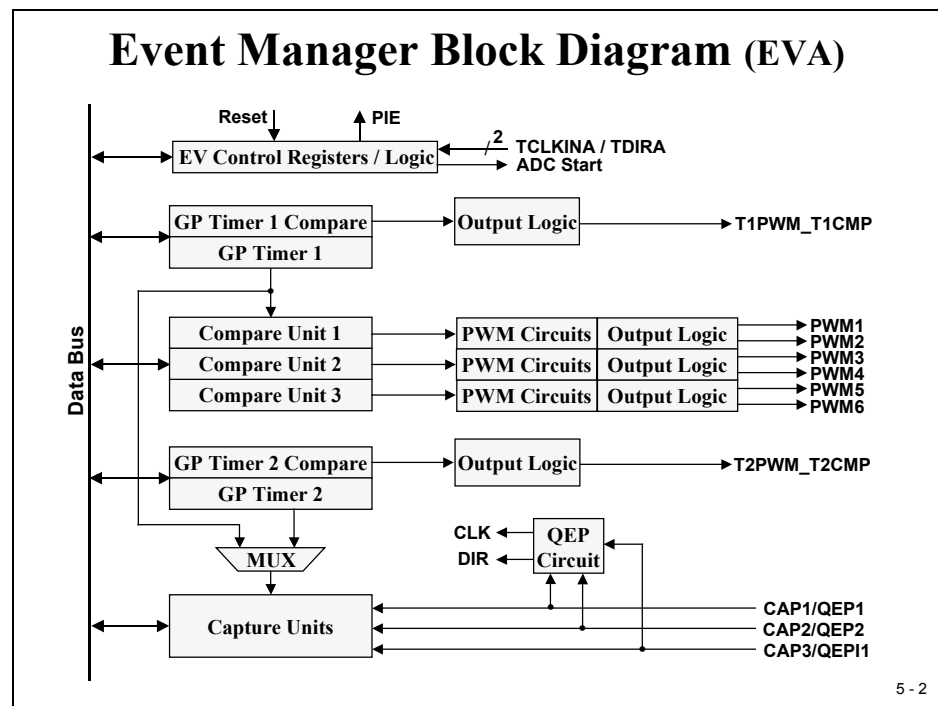 Event Manager Block Diagram (EVA)
Reset
PIE
2
TCLKINA / TDIRA
EV Control Registers / Logic
ADC Start
GP Timer 1 Compare
Output Logic
T1PWM_T1CMP
GP Timer 1
Data Bus
Compare Unit 1
PWM Circuits
Output Logic
PWM1
PWM2
Compare Unit 2
PWM Circuits
Output Logic
PWM3
PWM4
Compare Unit 3
PWM Circuits
Output Logic
PWM5
PWM6
GP Timer 2 Compare
Output Logic
T2PWM_T2CMP
GP Timer 2
CLK
DIR
QEP
Circuit
MUX
Capture Units
CAP1/QEP1
CAP2/QEP2
CAP3/QEPI1
5 - 2